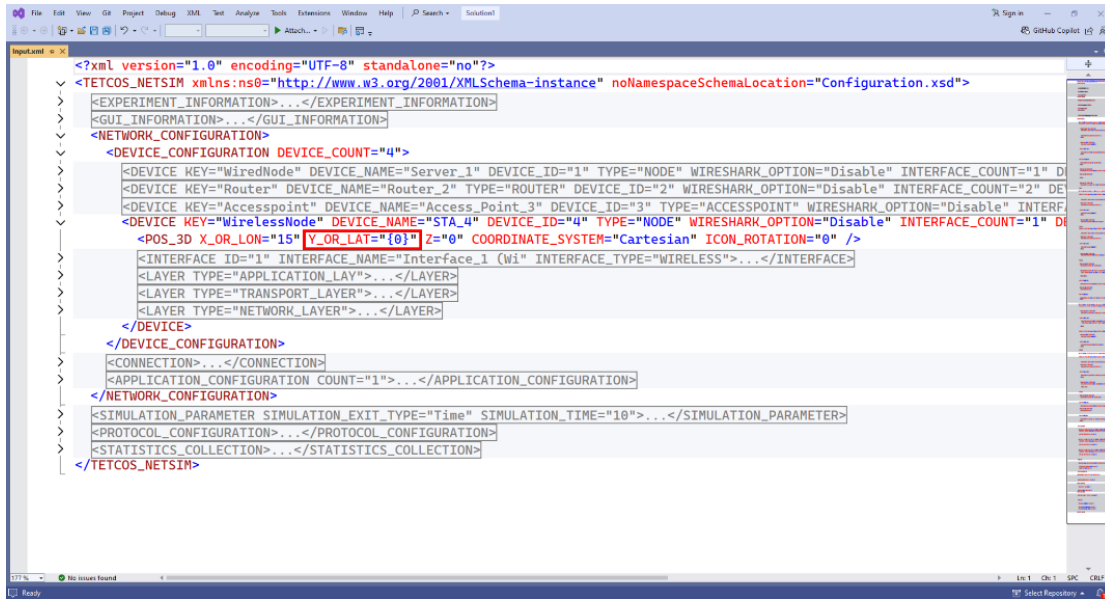 File Edit View Git Project Debug XML Test Analyze Tools Extensions Window Help Search Solution1 Sign in
Attach... GitHub Copilot
Input.xml
<?xml version="1.0" encoding="UTF-8" standalone="no"?>
<TETCOS_NETSIM xmlns:ns0="http://www.w3.org/2001/XMLSchema-instance" noNamespaceSchemaLocation="Configuration.xsd">
<EXPERIMENT_INFORMATION>...</EXPERIMENT_INFORMATION>
<GUI_INFORMATION>...</GUI_INFORMATION>
<NETWORK_CONFIGURATION>
<DEVICE_CONFIGURATION DEVICE_COUNT="4">
<DEVICE KEY="WiredNode" DEVICE_NAME="Server_1" DEVICE_ID="1" TYPE="NODE" WIRESHARK_OPTION="Disable" INTERFACE_COUNT="1" D
<DEVICE KEY="Router" DEVICE_NAME="Router_2" TYPE="ROUTER" DEVICE_ID="2" WIRESHARK_OPTION="Disable" INTERFACE_COUNT="2" DE
<DEVICE KEY="Accesspoint" DEVICE_NAME="Access_Point_3" DEVICE_ID="3" TYPE="ACCESSPOINT" WIRESHARK_OPTION="Disable" INTERF
<DEVICE KEY="WirelessNode" DEVICE_NAME="STA_4" DEVICE_ID="4" TYPE="NODE" WIRESHARK_OPTION="Disable" INTERFACE_COUNT="1" D
<POS_3D X_OR_LON="15" Y_OR_LAT="{0}" Z="0" COORDINATE_SYSTEM="Cartesian" ICON_ROTATION="0" />
<INTERFACE ID="1" INTERFACE_NAME="Interface_1 (Wi" INTERFACE_TYPE="WIRELESS">...</INTERFACE>
<LAYER TYPE="APPLICATION_LAY">...</LAYER>
<LAYER TYPE="TRANSPORT_LAYER">...</LAYER>
<LAYER TYPE="NETWORK_LAYER">...</LAYER>
</DEVICE>
</DEVICE_CONFIGURATION>
<CONNECTION>...</CONNECTION>
<APPLICATION_CONFIGURATION COUNT="1">...</APPLICATION_CONFIGURATION>
</NETWORK_CONFIGURATION>
<SIMULATION_PARAMETER SIMULATION_EXIT_TYPE="Time" SIMULATION_TIME="10">...</SIMULATION_PARAMETER>
<PROTOCOL_CONFIGURATION>...</PROTOCOL_CONFIGURATION>
<STATISTICS_COLLECTION>...</STATISTICS_COLLECTION>
</TETCOS_NETSIM>
177 % No issues found Ln: 1 Ch: 1 SPC CRLF
Ready Select Repository